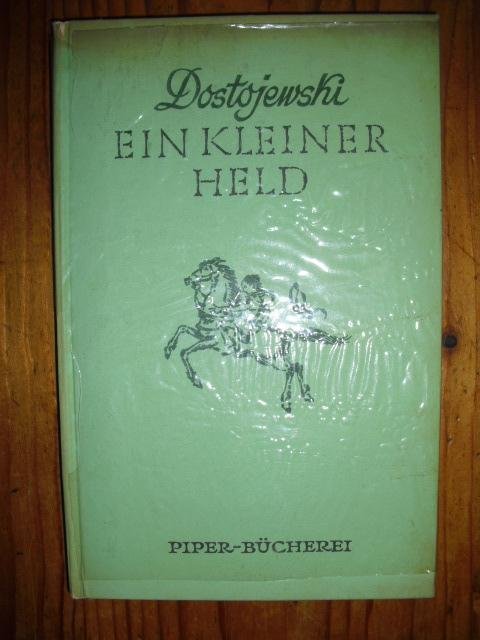 Dostojewski
EIN KLEINER
HELD
PIPER-BÜCHEREI